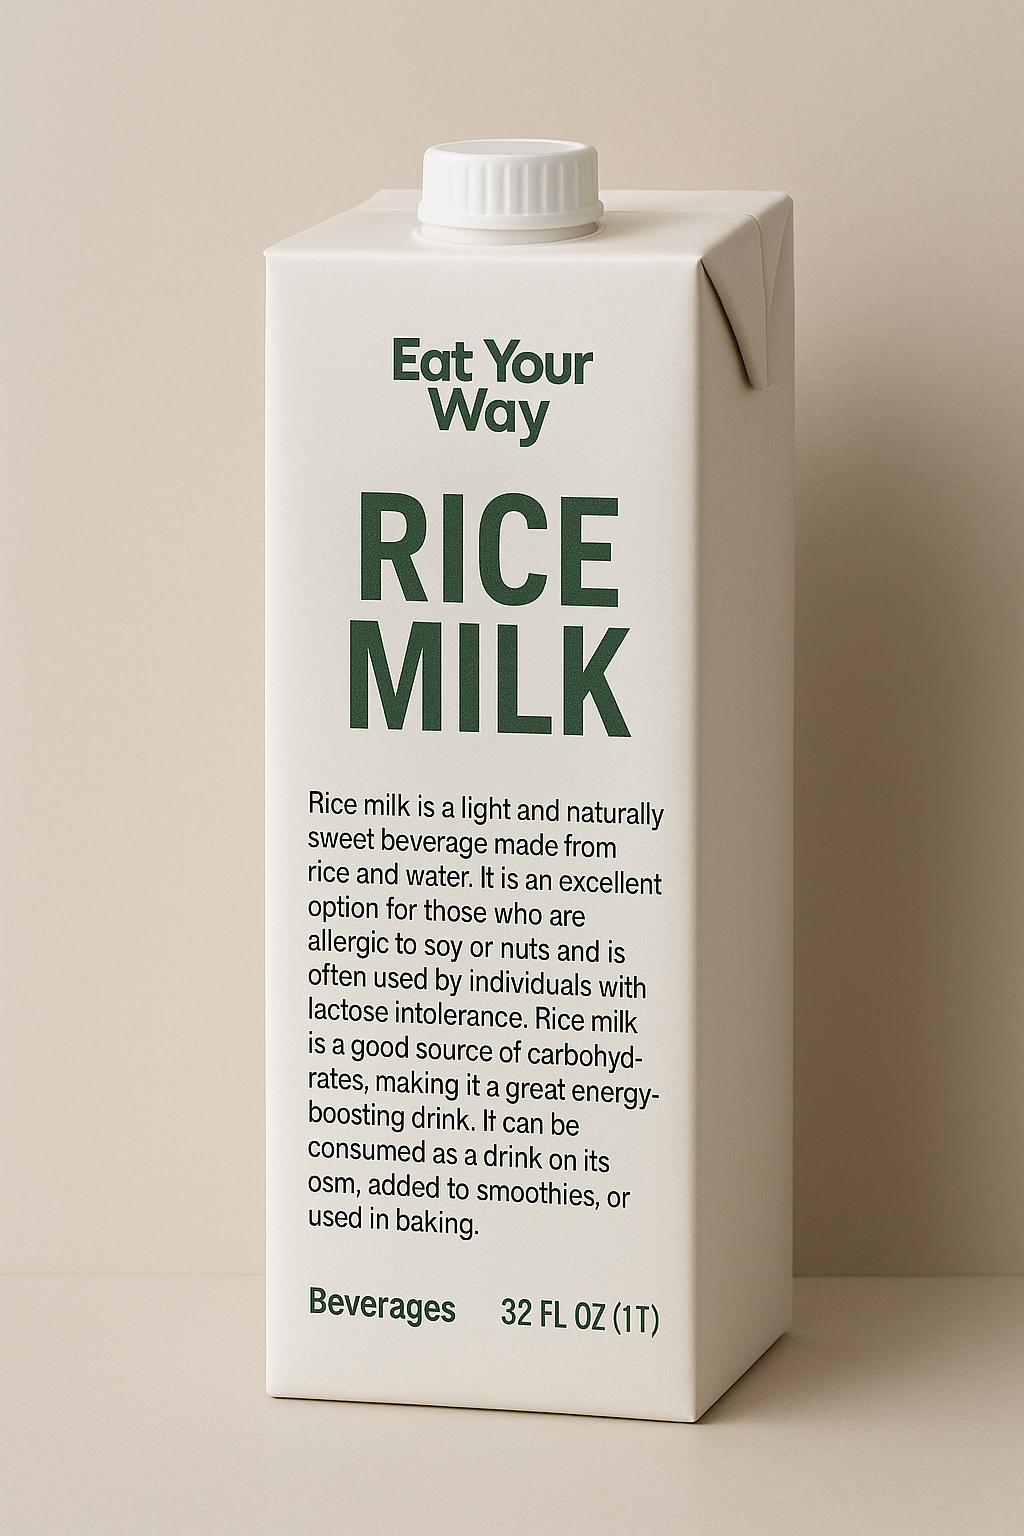 Eat Your
Way
RICE
MILK
Rice milk is a light and naturally
sweet beverage made from
rice and water. It is an excellent
option for those who are
allergic to soy or nuts and is
often used by individuals with
lactose intolerance. Rice milk
is a good source of carbohyd-
rates, making it a great energy-
boosting drink. It can be
consumed as a drink on its
osm, added to smoothies, or
used in baking.
Beverages 32 FL OZ (1T)